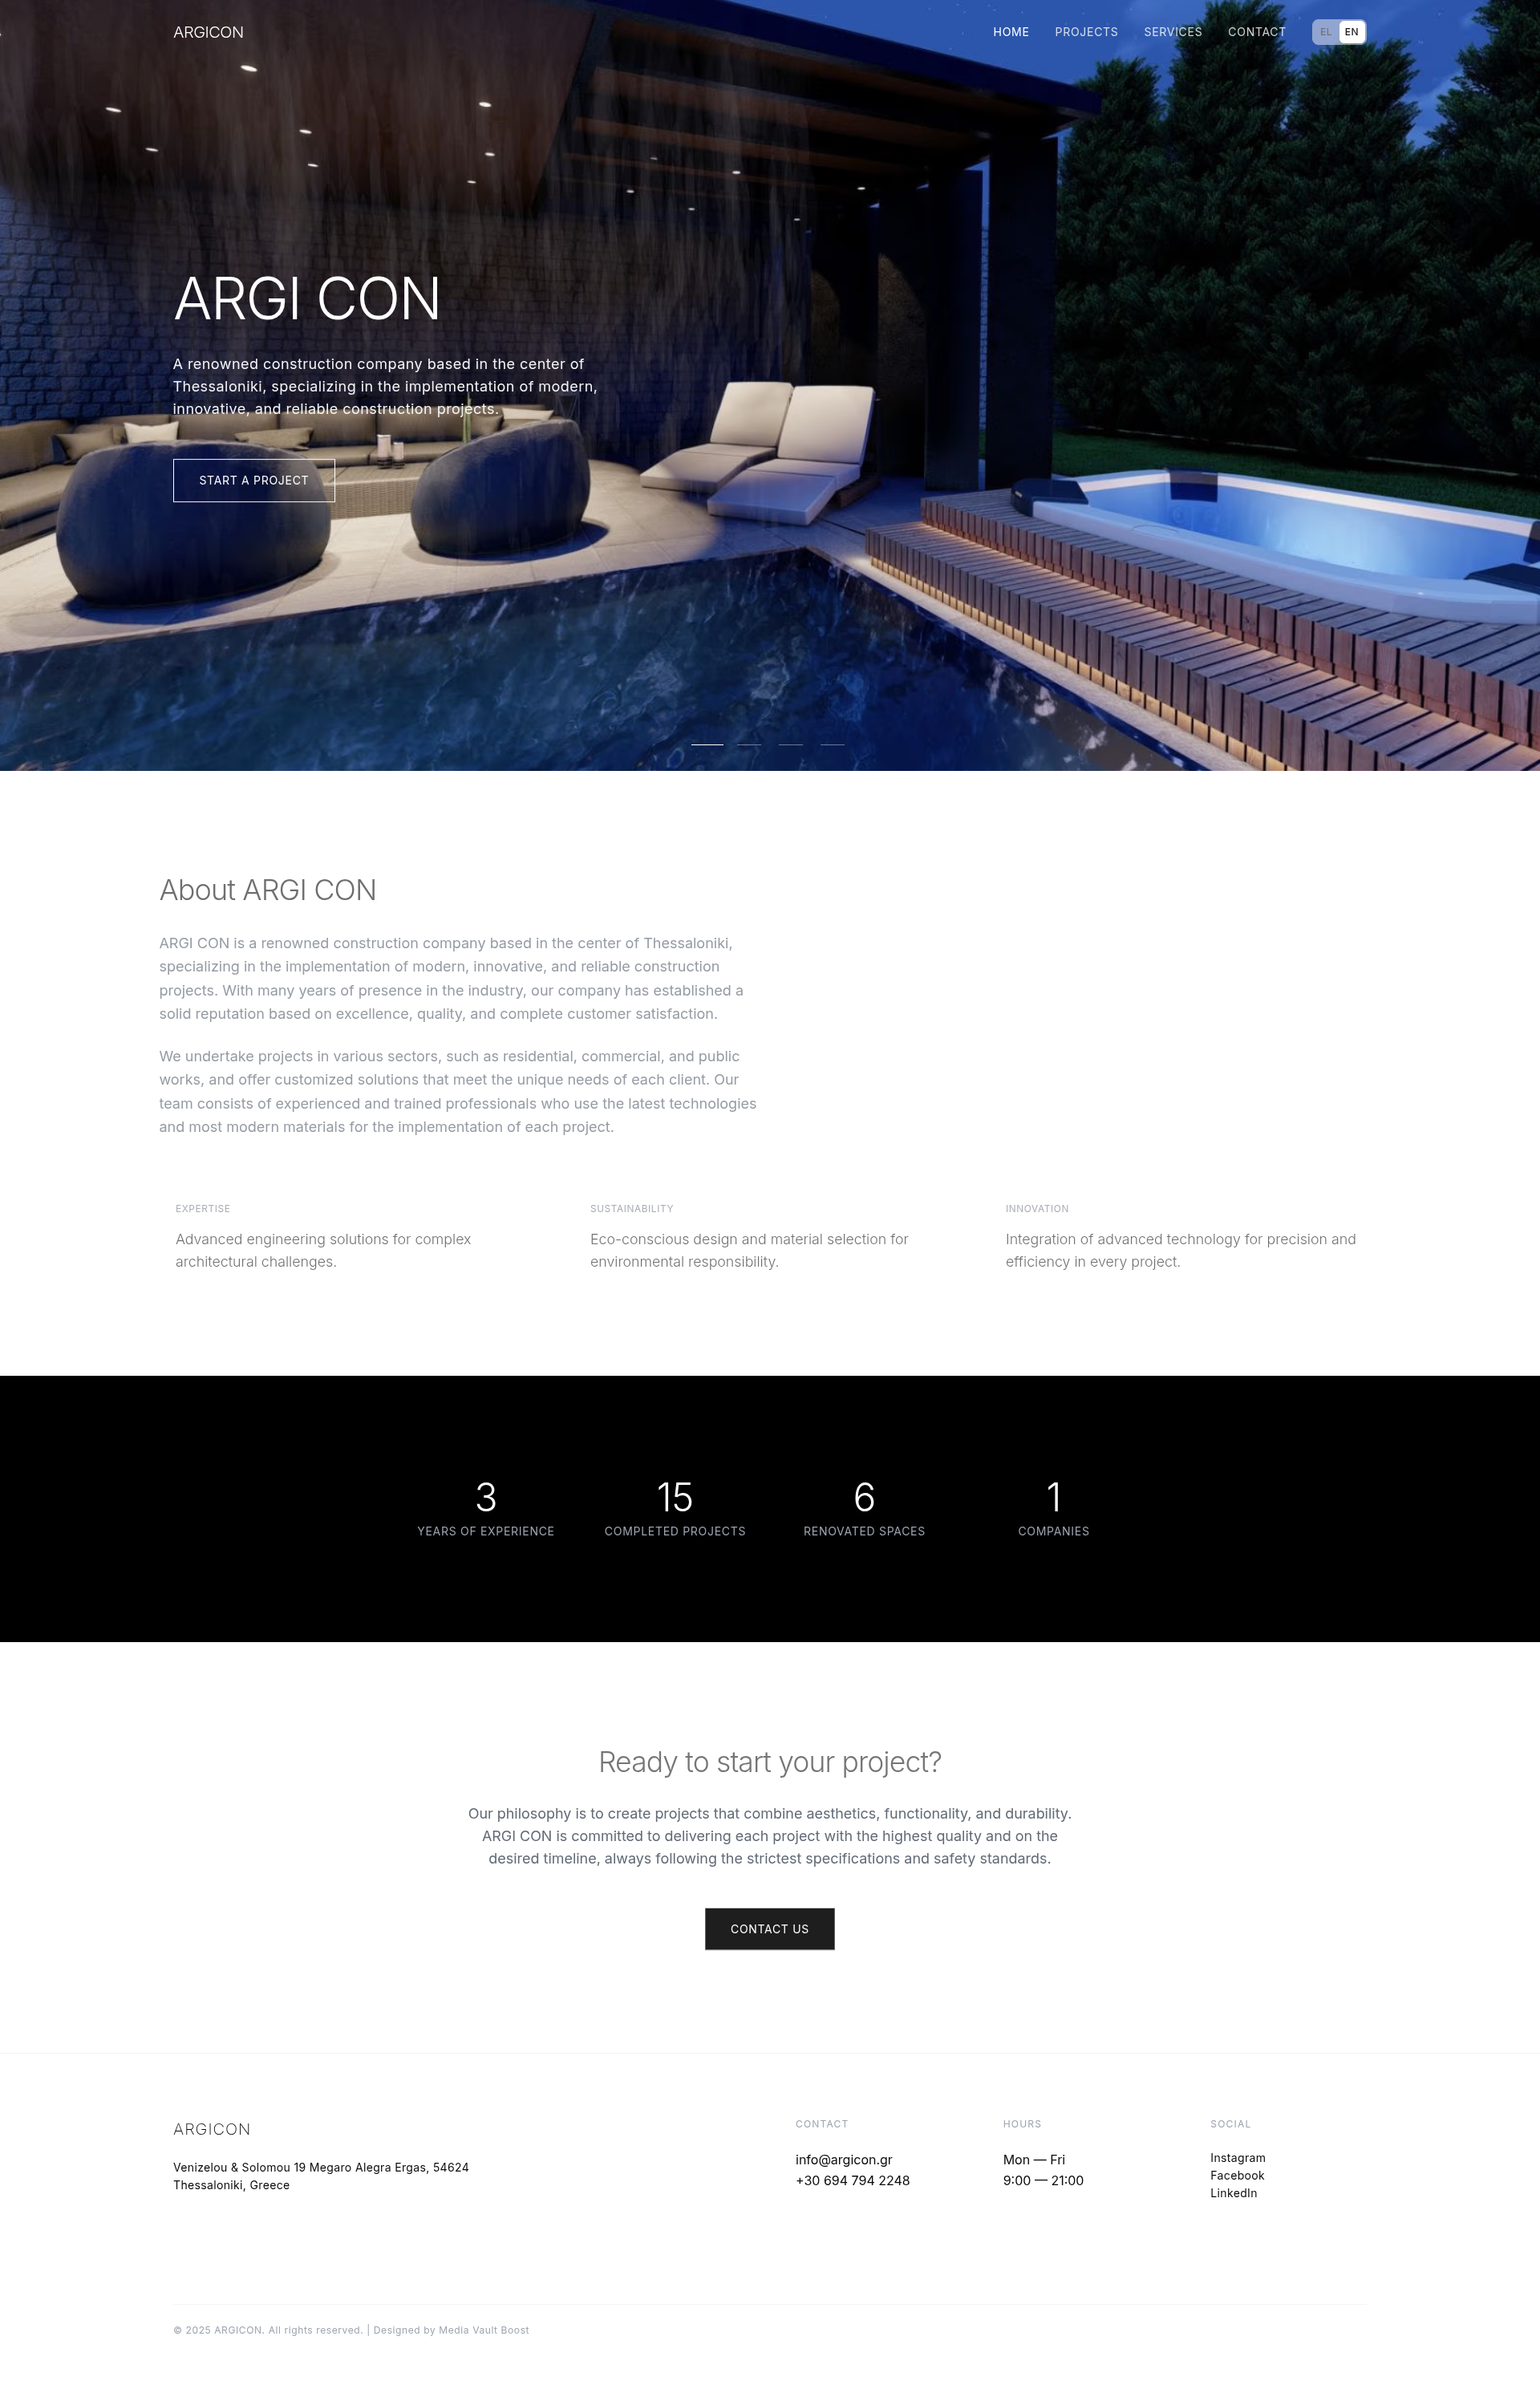 ARGICON
HOME PROJECTS SERVICES CONTACT EL EN
ARGI CON
A renowned construction company based in the center of
Thessaloniki, specializing in the implementation of modern,
innovative, and reliable construction projects.
START A PROJECT
About ARGI CON
ARGI CON is a renowned construction company based in the center of Thessaloniki,
specializing in the implementation of modern, innovative, and reliable construction
projects. With many years of presence in the industry, our company has established a
solid reputation based on excellence, quality, and complete customer satisfaction.
We undertake projects in various sectors, such as residential, commercial, and public
works, and offer customized solutions that meet the unique needs of each client. Our
team consists of experienced and trained professionals who use the latest technologies
and most modern materials for the implementation of each project.
EXPERTISE
Advanced engineering solutions for complex
architectural challenges.
SUSTAINABILITY
Eco-conscious design and material selection for
environmental responsibility.
INNOVATION
Integration of advanced technology for precision and
efficiency in every project.
3
YEARS OF EXPERIENCE
15
COMPLETED PROJECTS
6
RENOVATED SPACES
1
COMPANIES
Ready to start your project?
Our philosophy is to create projects that combine aesthetics, functionality, and durability.
ARGI CON is committed to delivering each project with the highest quality and on the
desired timeline, always following the strictest specifications and safety standards.
CONTACT US
ARGICON
Venizelou & Solomou 19 Megaro Alegra Ergas, 54624
Thessaloniki, Greece
CONTACT
info@argicon.gr
+30 694 794 2248
HOURS
Mon — Fri
9:00 — 21:00
SOCIAL
Instagram
Facebook
LinkedIn
© 2025 ARGICON. All rights reserved. | Designed by Media Vault Boost